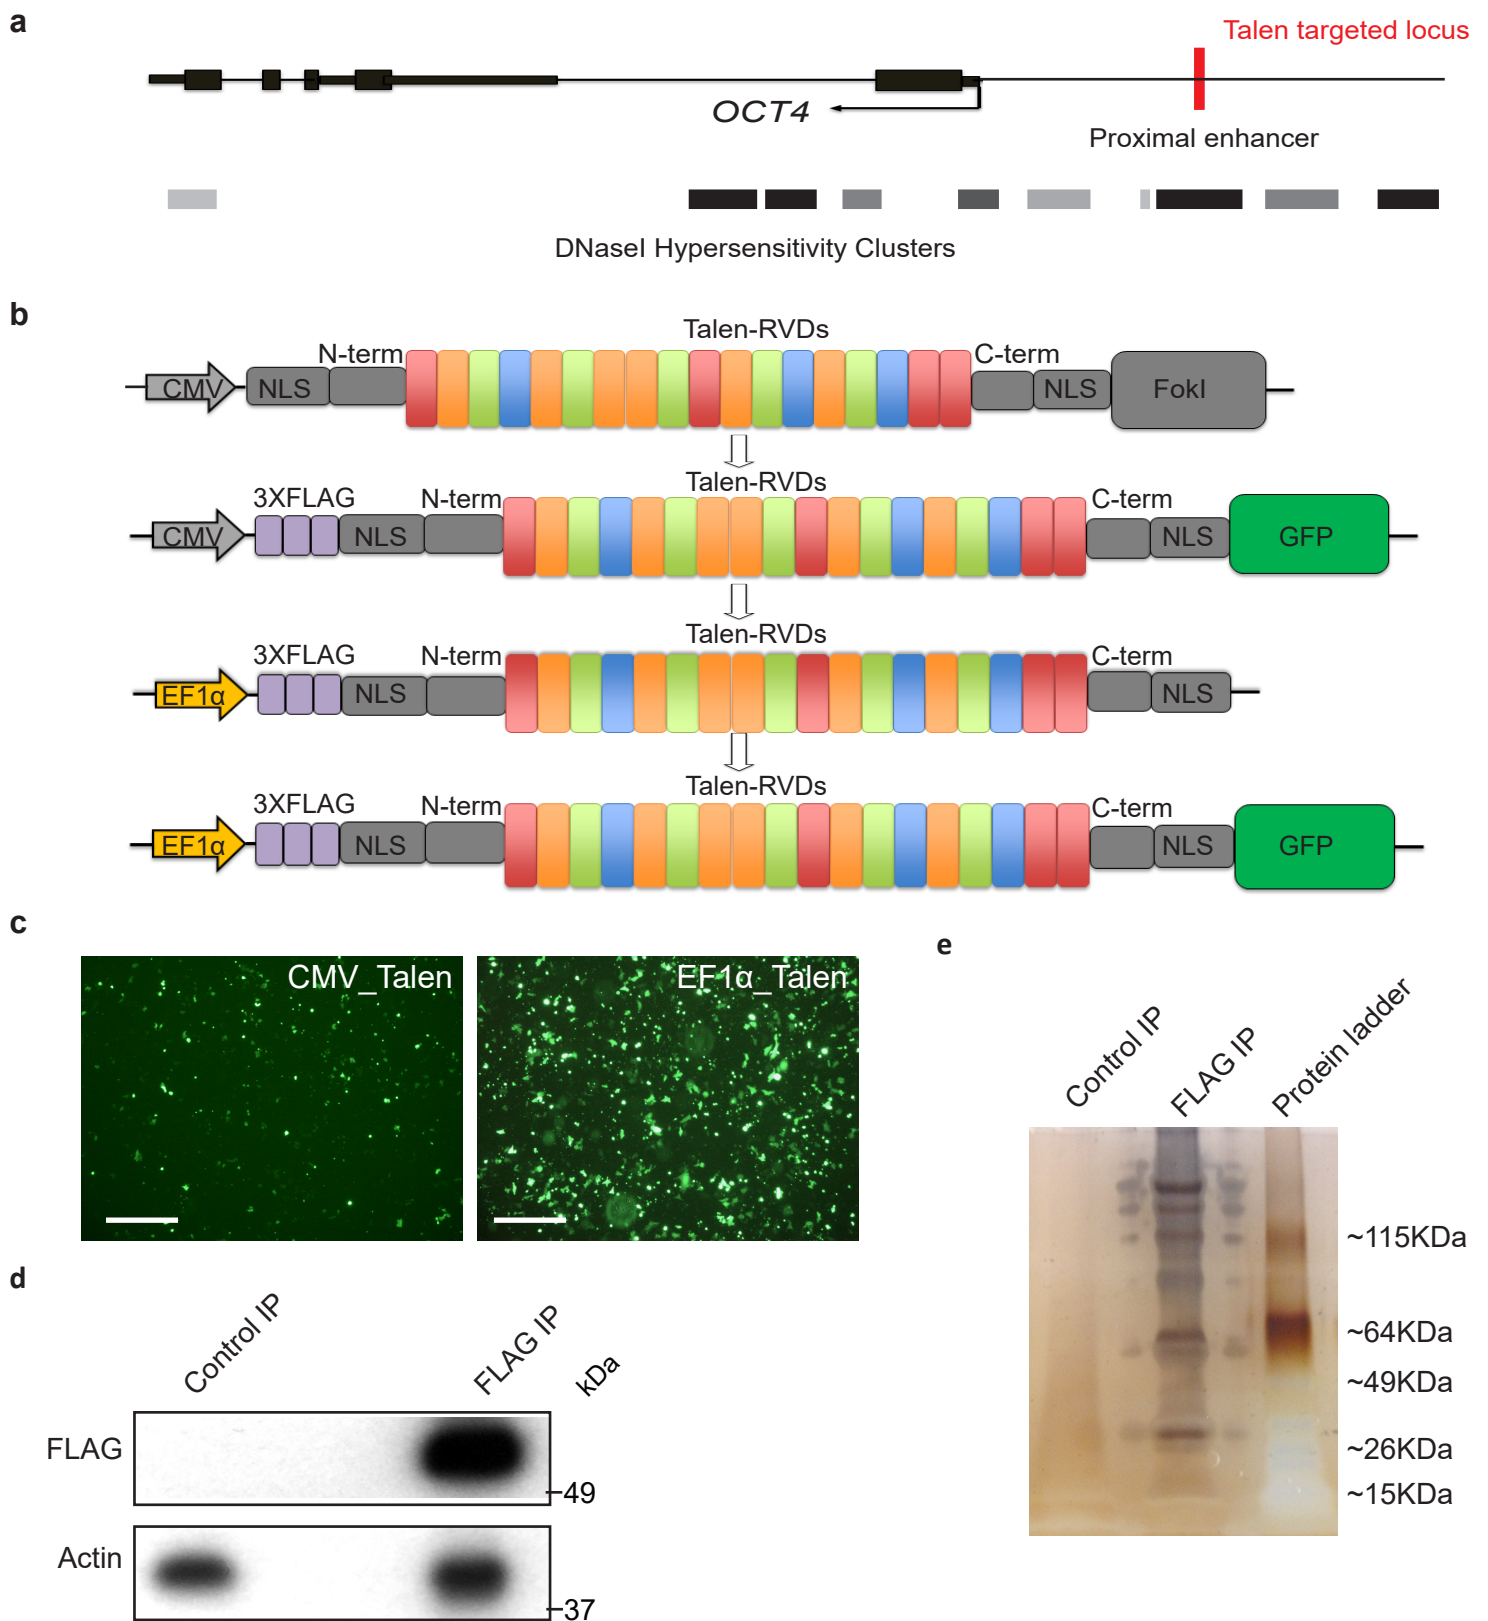 a
Talen targeted locus
OCT4
Proximal enhancer
DNaseI Hypersensitivity Clusters
b
Talen-RVDs
N-term
C-term
CMV
NLS
NLS
FokI
Talen-RVDs
3XFLAG
N-term
C-term
CMV
NLS
NLS
GFP
Talen-RVDs
3XFLAG
N-term
C-term
EF1α
NLS
NLS
Talen-RVDs
3XFLAG
N-term
C-term
EF1α
NLS
NLS
GFP
c
CMV_Talen
EF1α_Talen
d
Control IP
FLAG IP
kDa
FLAG
49
Actin
37
e
Control IP
FLAG IP
Protein ladder
~115KDa
~64KDa
~49KDa
~26KDa
~15KDa